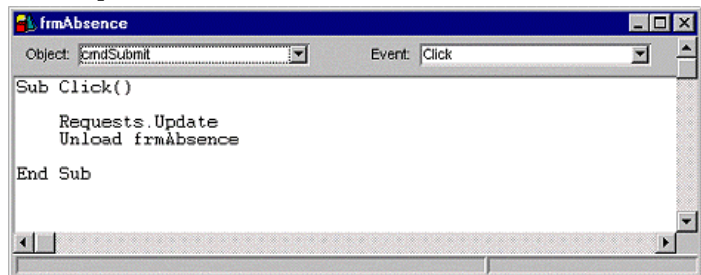 frmAbsence
Object: cmdSubmit Event: Click
Sub Click()
Requests.Update
Unload frmAbsence
End Sub